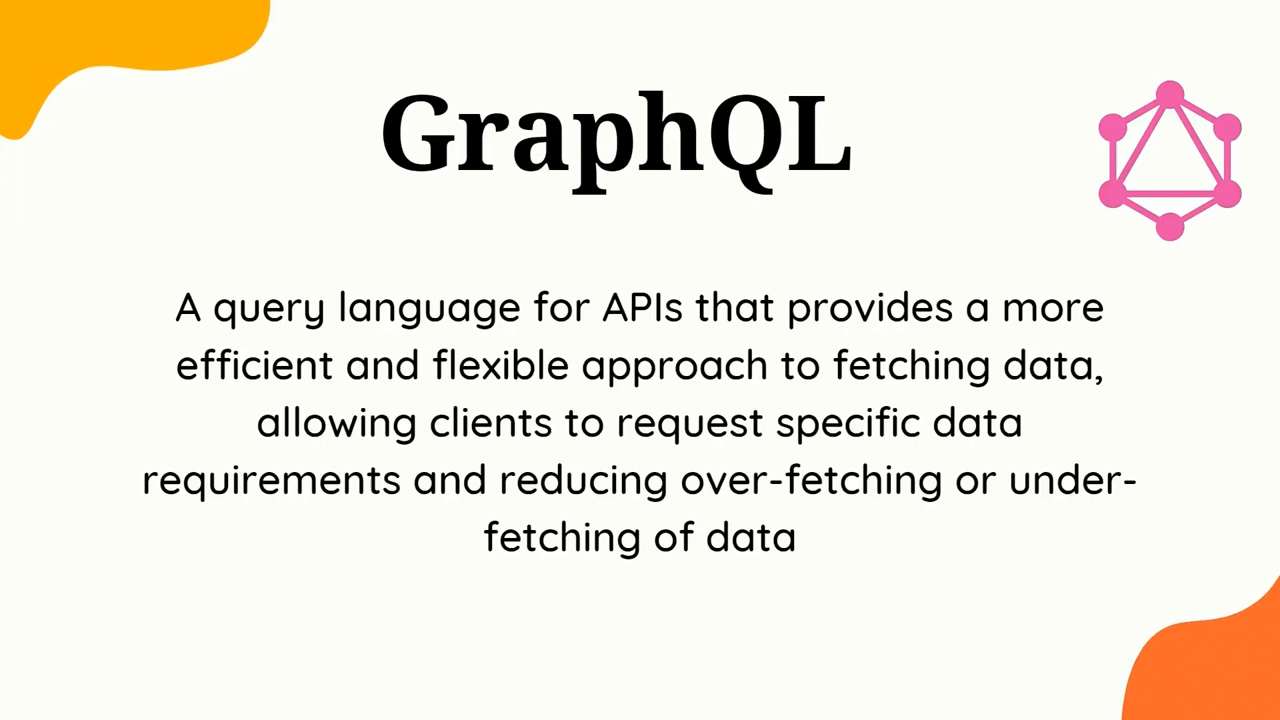 GraphQL
A query language for APIs that provides a more
efficient and flexible approach to fetching data,
allowing clients to request specific data
requirements and reducing over-fetching or under-
fetching of data